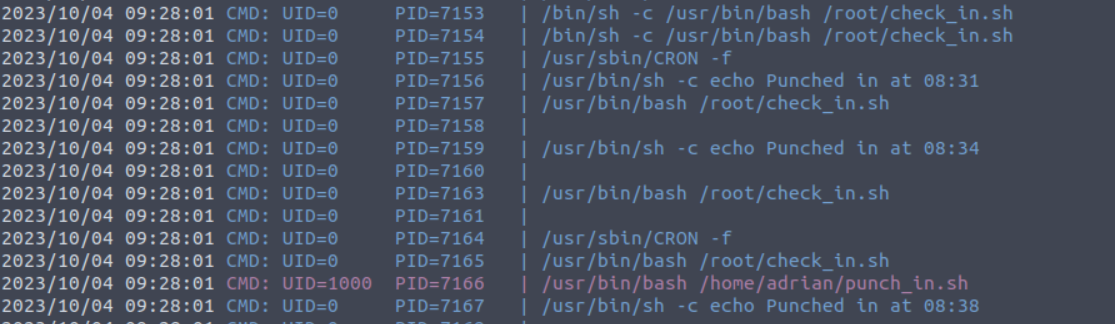 2023/10/04 09:28:01 CMD: UID=0 PID=7153 | /bin/sh -c /usr/bin/bash /root/check_in.sh
2023/10/04 09:28:01 CMD: UID=0 PID=7154 | /bin/sh -c /usr/bin/bash /root/check_in.sh
2023/10/04 09:28:01 CMD: UID=0 PID=7155 | /usr/sbin/CRON -f
2023/10/04 09:28:01 CMD: UID=0 PID=7156 | /usr/bin/sh -c echo Punched in at 08:31
2023/10/04 09:28:01 CMD: UID=0 PID=7157 | /usr/bin/bash /root/check_in.sh
2023/10/04 09:28:01 CMD: UID=0 PID=7158 |
2023/10/04 09:28:01 CMD: UID=0 PID=7159 | /usr/bin/sh -c echo Punched in at 08:34
2023/10/04 09:28:01 CMD: UID=0 PID=7160 |
2023/10/04 09:28:01 CMD: UID=0 PID=7163 | /usr/bin/bash /root/check_in.sh
2023/10/04 09:28:01 CMD: UID=0 PID=7161 |
2023/10/04 09:28:01 CMD: UID=0 PID=7164 | /usr/sbin/CRON -f
2023/10/04 09:28:01 CMD: UID=0 PID=7165 | /usr/bin/bash /root/check_in.sh
2023/10/04 09:28:01 CMD: UID=1000 PID=7166 | /usr/bin/bash /home/adrian/punch_in.sh
2023/10/04 09:28:01 CMD: UID=0 PID=7167 | /usr/bin/sh -c echo Punched in at 08:38